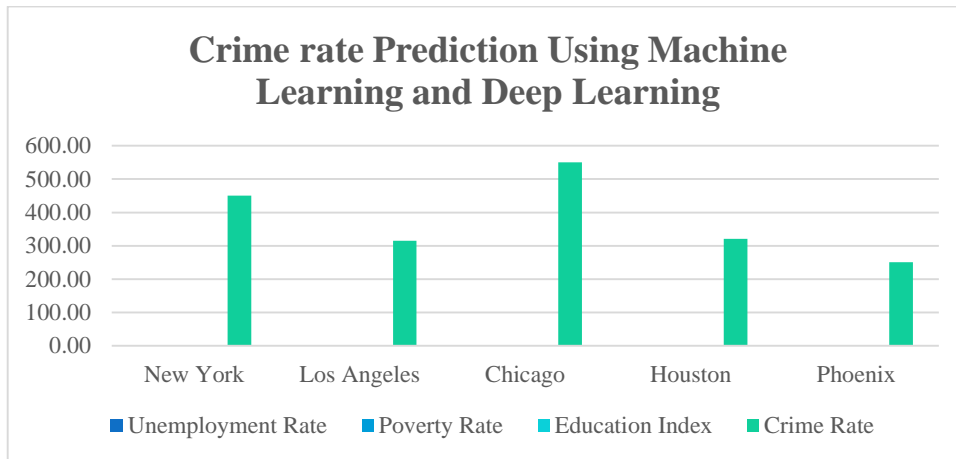 Crime rate Prediction Using Machine
Learning and Deep Learning
600.00
500.00
400.00
300.00
200.00
100.00
0.00
New York Los Angeles Chicago Houston Phoenix
Unemployment Rate Poverty Rate Education Index Crime Rate